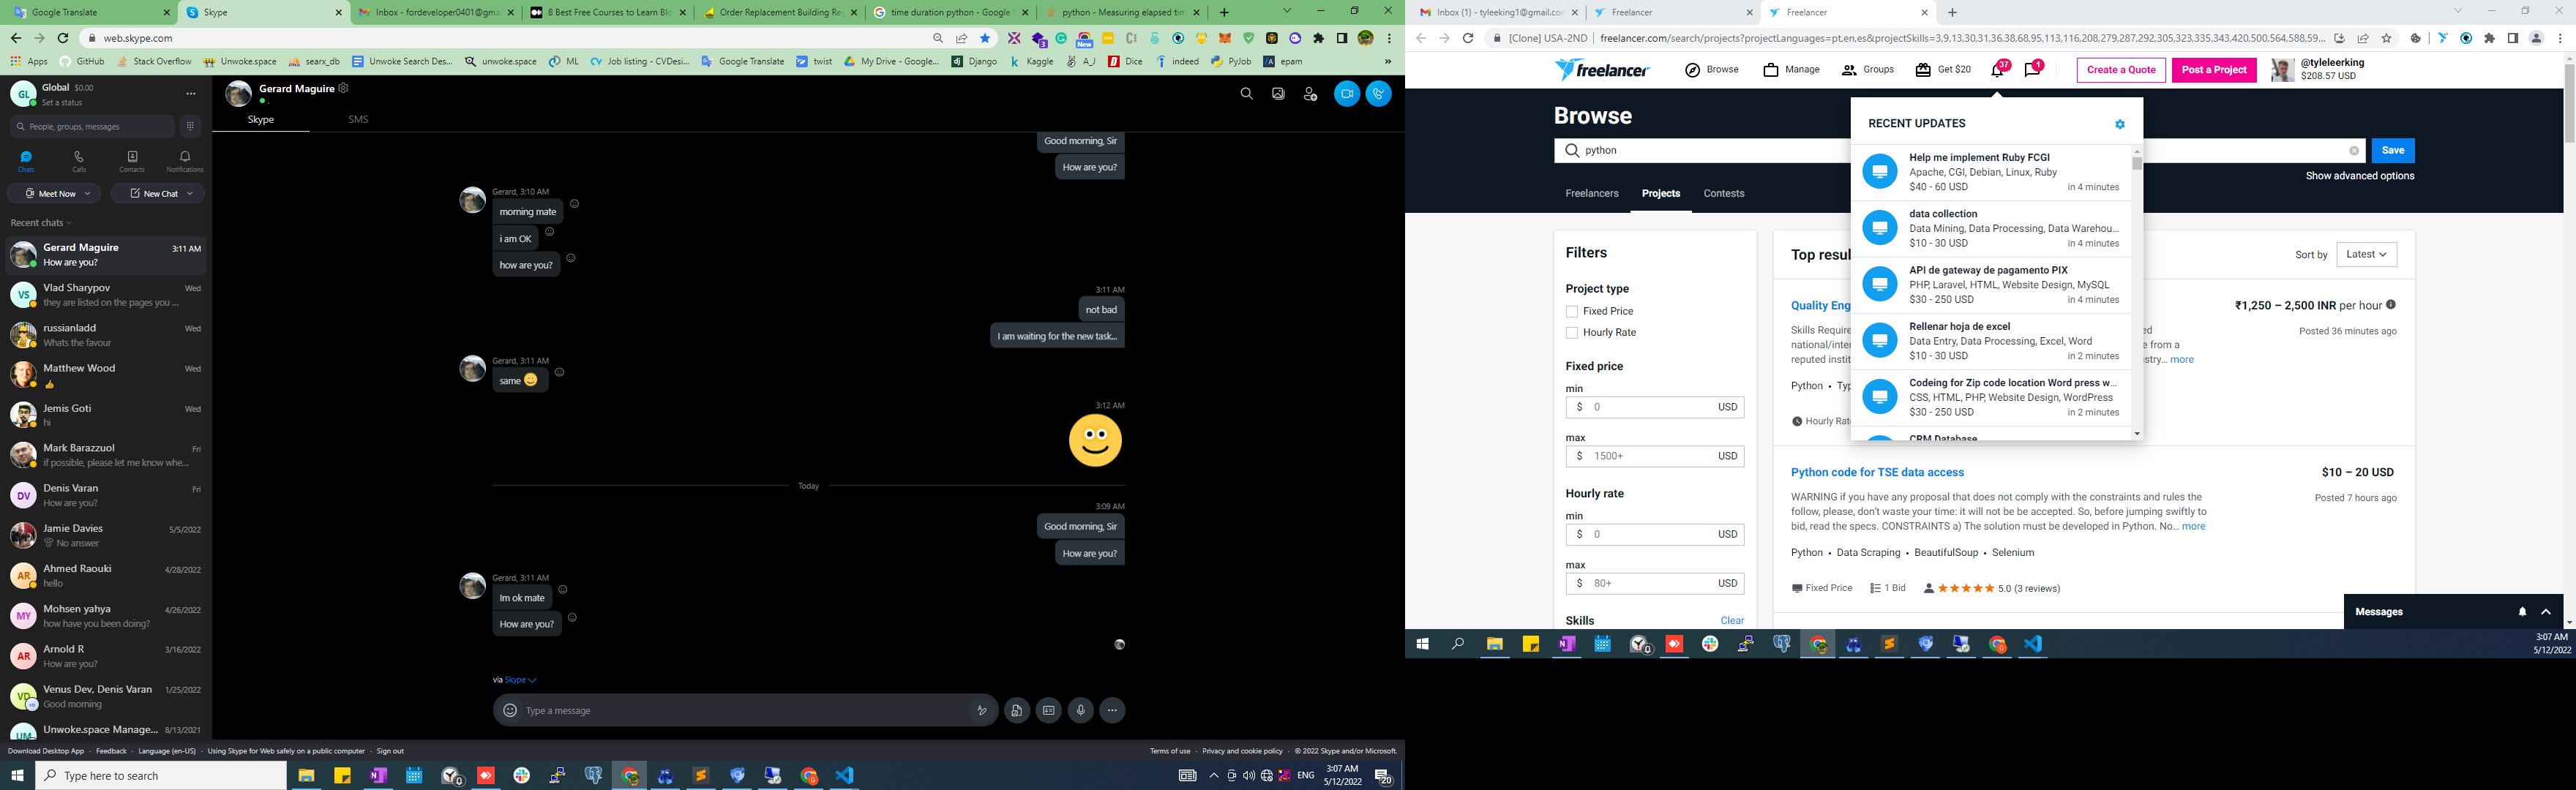 Google Translate
Skype
Inbox - fordeveloper0401@gma
8 Best Free Courses to Learn Blo
Order Replacement Building Re
time duration python - Google S
python - Measuring elapsed tim
web.skype.com
Apps
GitHub
Stack Overflow
Unwoke.space
searx_db
Unwoke Search Des...
unwoke.space
ML
Job listing - CVDesi...
Google Translate
twist
My Drive - Google...
Django
Kaggle
A_J
Dice
indeed
PyJob
epam
GL
Global $0.00
Set a status
People, groups, messages
Chats
Calls
Contacts
Notifications
Meet Now
New Chat
Recent chats
Gerard Maguire 3:11 AM
How are you?
VS
Vlad Sharypov Wed
they are listed on the pages you ...
russianladd Wed
Whats the favour
Matthew Wood Wed
Jemis Goti Wed
hi
Mark Barazzuol Fri
if possible, please let me know whe...
DV
Denis Varan Fri
How are you?
Jamie Davies 5/5/2022
No answer
AR
Ahmed Raouki 4/28/2022
hello
MY
Mohsen yahya 4/26/2022
how have you been doing?
AR
Arnold R 3/16/2022
How are you?
VD
Venus Dev, Denis Varan 1/25/2022
Good morning
UM
Unwoke.space Manage... 8/13/2021
Gerard Maguire
Skype
SMS
Good morning, Sir
How are you?
Gerard, 3:10 AM
morning mate
i am OK
how are you?
3:11 AM
not bad
I am waiting for the new task...
Gerard, 3:11 AM
same
3:12 AM
Today
3:09 AM
Good morning, Sir
How are you?
Gerard, 3:11 AM
Im ok mate
How are you?
via Skype
Type a message
Download Desktop App · Feedback · Language (en-US) · Using Skype for Web safely on a public computer · Sign out
Terms of use · Privacy and cookie policy · © 2022 Skype and/or Microsoft.
Type here to search
ENG
3:07 AM
5/12/2022
20
Inbox (1) - tyleeking1@gmail.co
Freelancer
Freelancer
[Clone] USA-2ND
freelancer.com/search/projects?projectLanguages=pt,en,es&projectSkills=3,9,13,30,31,36,38,68,95,113,116,208,279,287,292,305,323,335,343,420,500,564,588,59...
freelancer
Browse
Manage
Groups
Get $20
37
1
Create a Quote
Post a Project
@tyleleerking
$208.57 USD
Browse
python
Save
Show advanced options
Freelancers
Projects
Contests
RECENT UPDATES
Help me implement Ruby FCGI
Apache, CGI, Debian, Linux, Ruby
$40 - 60 USD in 4 minutes
data collection
Data Mining, Data Processing, Data Warehou...
$10 - 30 USD in 4 minutes
API de gateway de pagamento PIX
PHP, Laravel, HTML, Website Design, MySQL
$30 - 250 USD in 4 minutes
Rellenar hoja de excel
Data Entry, Data Processing, Excel, Word
$10 - 30 USD in 2 minutes
Codeing for Zip code location Word press w...
CSS, HTML, PHP, Website Design, WordPress
$30 - 250 USD in 2 minutes
CRM Database
Filters
Project type
Fixed Price
Hourly Rate
Fixed price
min
$ 0 USD
max
$ 1500+ USD
Hourly rate
min
$ 0 USD
max
$ 80+ USD
Skills Clear
Top resul
Sort by
Latest
Quality Eng
₹1,250 – 2,500 INR per hour
Skills Require
ed
Posted 36 minutes ago
national/inter
e from a
reputed instit
stry... more
Python • Typ
Hourly Rate
Python code for TSE data access
$10 – 20 USD
WARNING if you have any proposal that does not comply with the constraints and rules the
Posted 7 hours ago
follow, please, don't waste your time: it will not be be accepted. So, before jumping swiftly to
bid, read the specs. CONSTRAINTS a) The solution must be developed in Python. No... more
Python • Data Scraping • BeautifulSoup • Selenium
Fixed Price
1 Bid
5.0 (3 reviews)
Messages
3:07 AM
5/12/2022